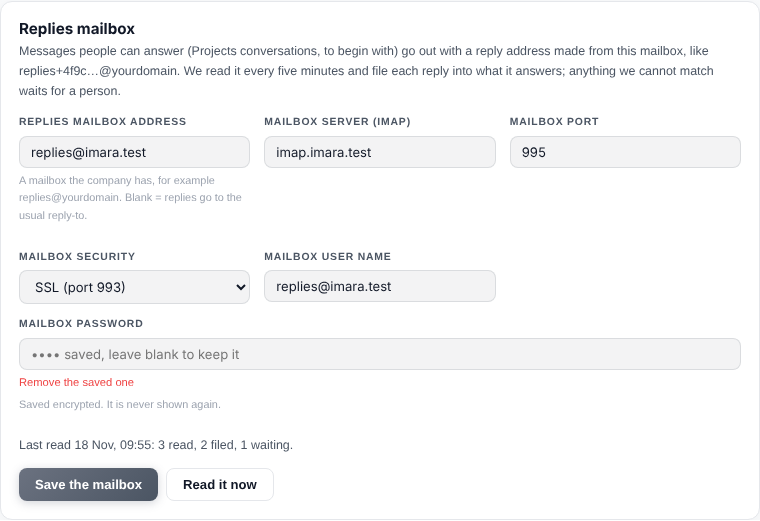 Replies mailbox
Messages people can answer (Projects conversations, to begin with) go out with a reply address made from this mailbox, like
replies+4f9c…@yourdomain. We read it every five minutes and file each reply into what it answers; anything we cannot match
waits for a person.
REPLIES MAILBOX ADDRESS
replies@imara.test
A mailbox the company has, for example
replies@yourdomain. Blank = replies go to the
usual reply-to.
MAILBOX SERVER (IMAP)
imap.imara.test
MAILBOX PORT
995
MAILBOX SECURITY
SSL (port 993)
MAILBOX USER NAME
replies@imara.test
MAILBOX PASSWORD
•••• saved, leave blank to keep it
Remove the saved one
Saved encrypted. It is never shown again.
Last read 18 Nov, 09:55: 3 read, 2 filed, 1 waiting.
Save the mailbox
Read it now